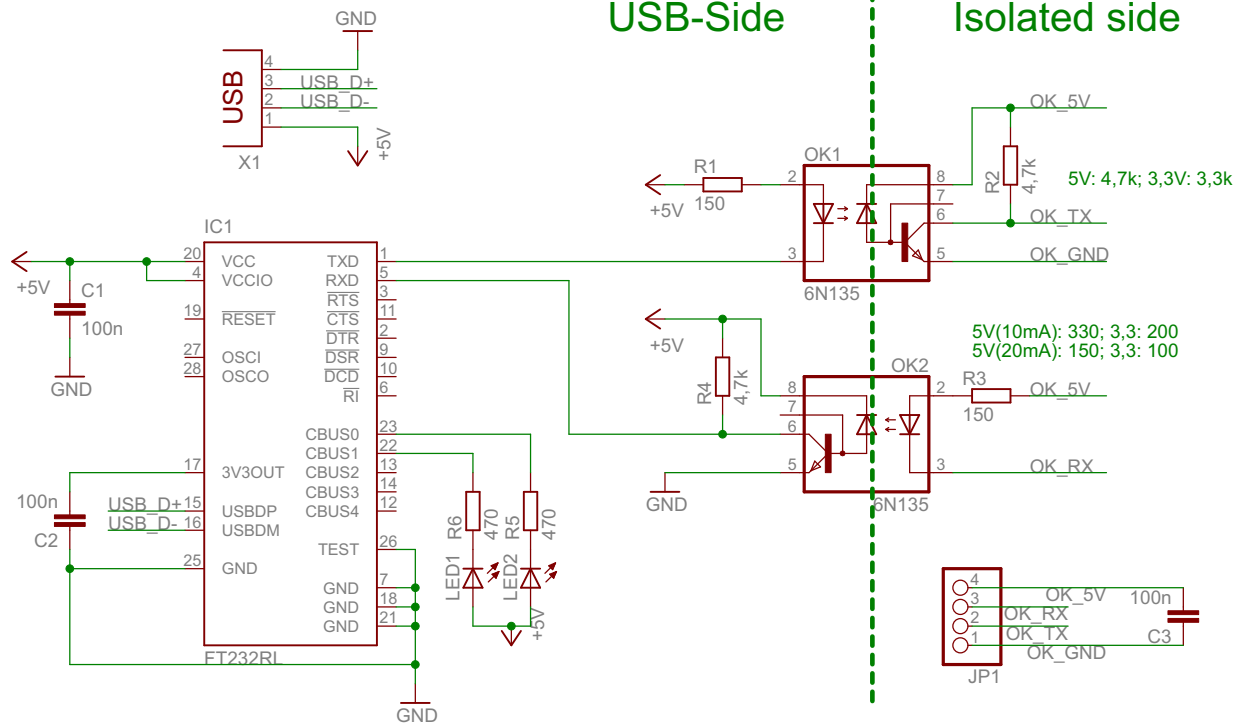 USB-Side
Isolated side
GND
USB
4
3
USB_D+
2
USB_D-
1
+5V
X1
OK_5V
OK1
R1
150
+5V
2
3
8
7
6
5
R2
4,7k
5V: 4,7k; 3,3V: 3,3k
OK_TX
OK_GND
6N135
IC1
+5V
C1
100n
GND
20
VCC
4
VCCIO
19
RESET
27
OSCI
28
OSCO
17
3V3OUT
USB_D+
15
USBDP
USB_D-
16
USBDM
25
GND
100n
C2
TXD
1
RXD
5
RTS
3
CTS
11
DTR
2
DSR
9
DCD
10
RI
6
CBUS0
23
CBUS1
22
CBUS2
13
CBUS3
14
CBUS4
12
TEST
26
GND
7
GND
18
GND
21
FT232RL
GND
R6
470
R5
470
LED1
LED2
+5V
+5V
R4
4,7k
GND
5V(10mA): 330; 3,3: 200
5V(20mA): 150; 3,3: 100
OK2
8
7
6
5
2
3
R3
150
OK_5V
OK_RX
6N135
4
OK_5V
3
OK_RX
2
OK_TX
1
OK_GND
JP1
100n
C3